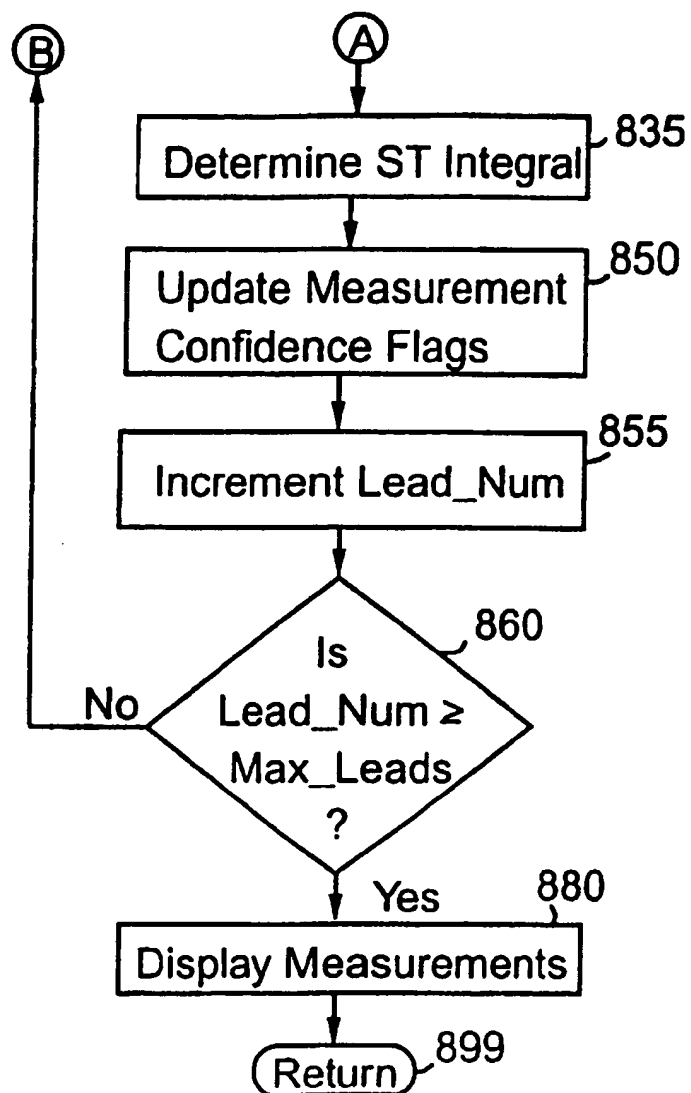 B
A
835
Determine ST Integral
850
Update Measurement
Confidence Flags
855
Increment Lead_Num
860
Is
Lead_Num ≥
Max_Leads
?
No
Yes
880
Display Measurements
Return
899